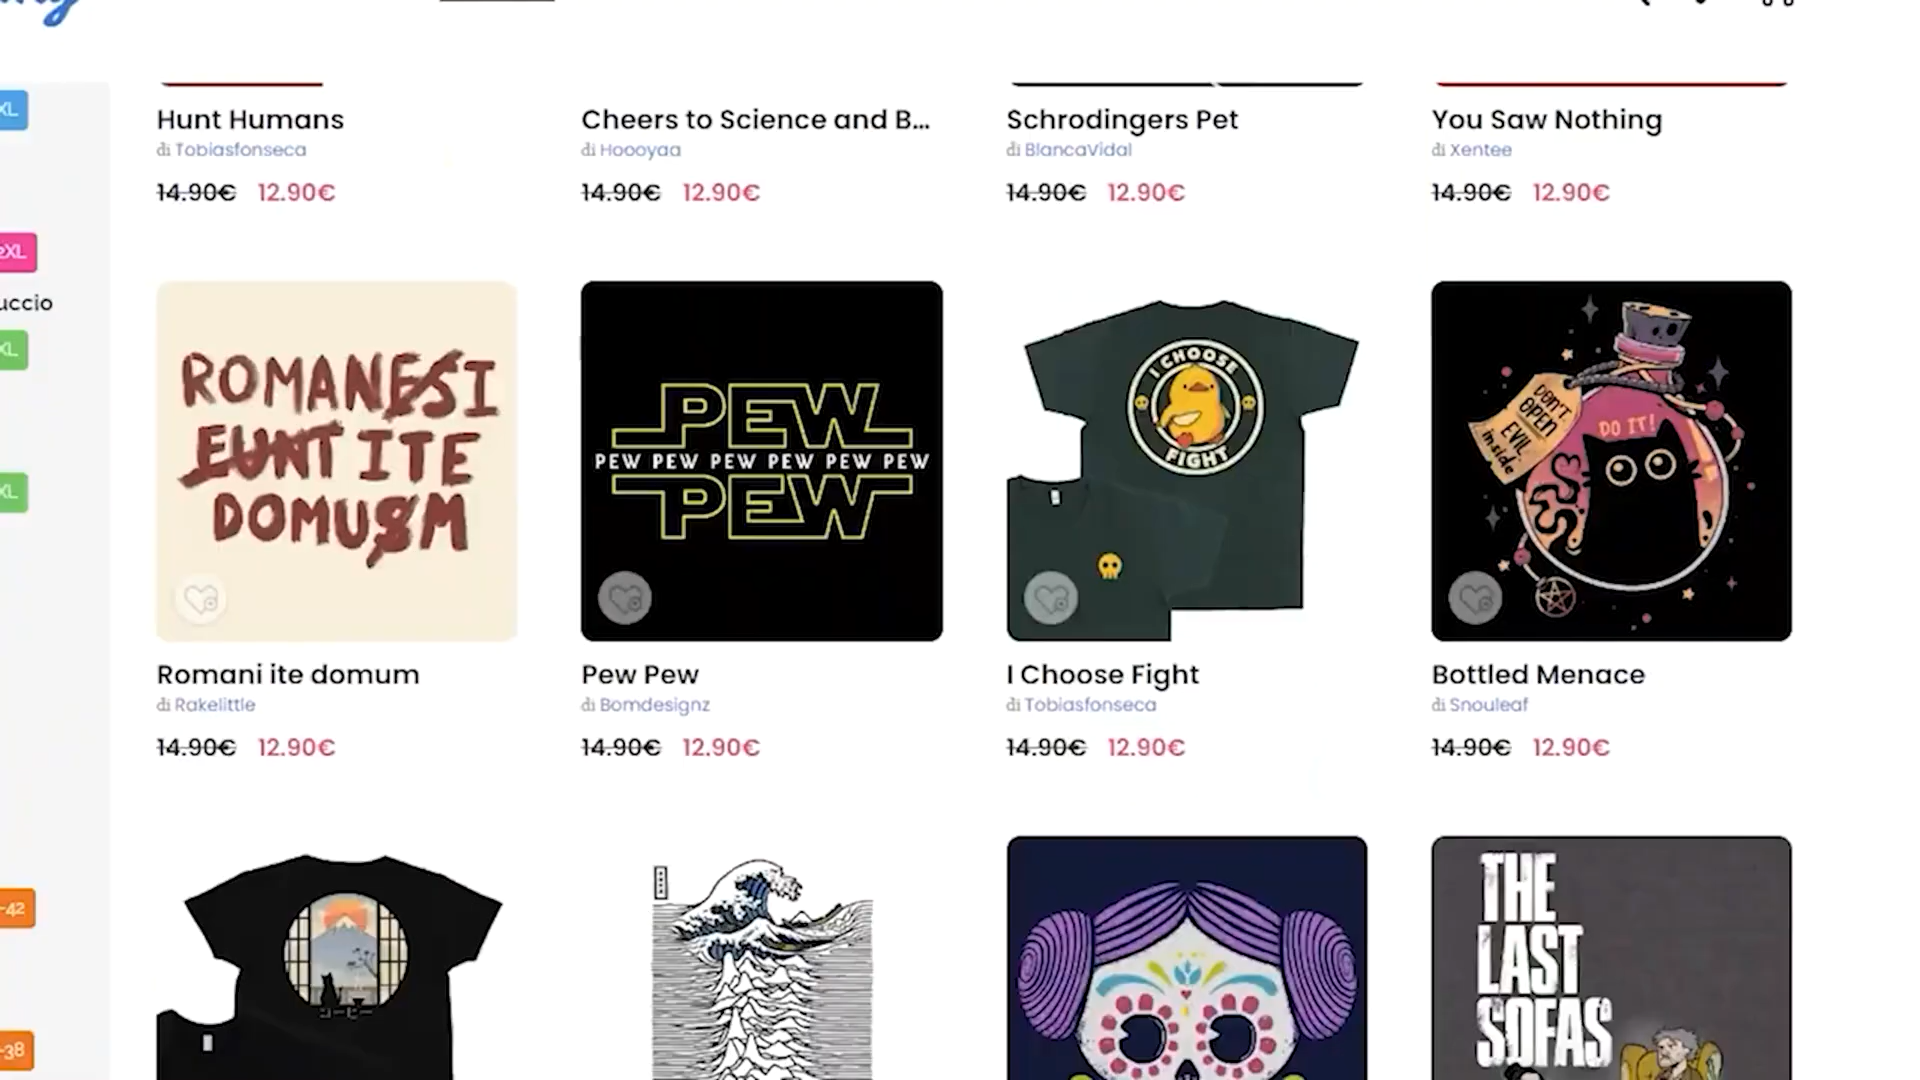 XL
Hunt Humans
di Tobiasfonseca
14.90€ 12.90€
Cheers to Science and B...
di Hoooyaa
14.90€ 12.90€
Schrodingers Pet
di BlancaVidal
14.90€ 12.90€
You Saw Nothing
di Xentee
14.90€ 12.90€
2XL
uccio
XL
XL
ROMANESI
EUNT ITE
DOMUSM
Romani ite domum
di Rakelittle
14.90€ 12.90€
PEW
PEW PEW PEW PEW PEW PEW
PEW
Pew Pew
di Bomdesignz
14.90€ 12.90€
I CHOOSE
FIGHT
I Choose Fight
di Tobiasfonseca
14.90€ 12.90€
DON'T
OPEN
EVIL
inside
DO IT!
Bottled Menace
di Snouleaf
14.90€ 12.90€
-42
-38
THE
LAST
SOFAS